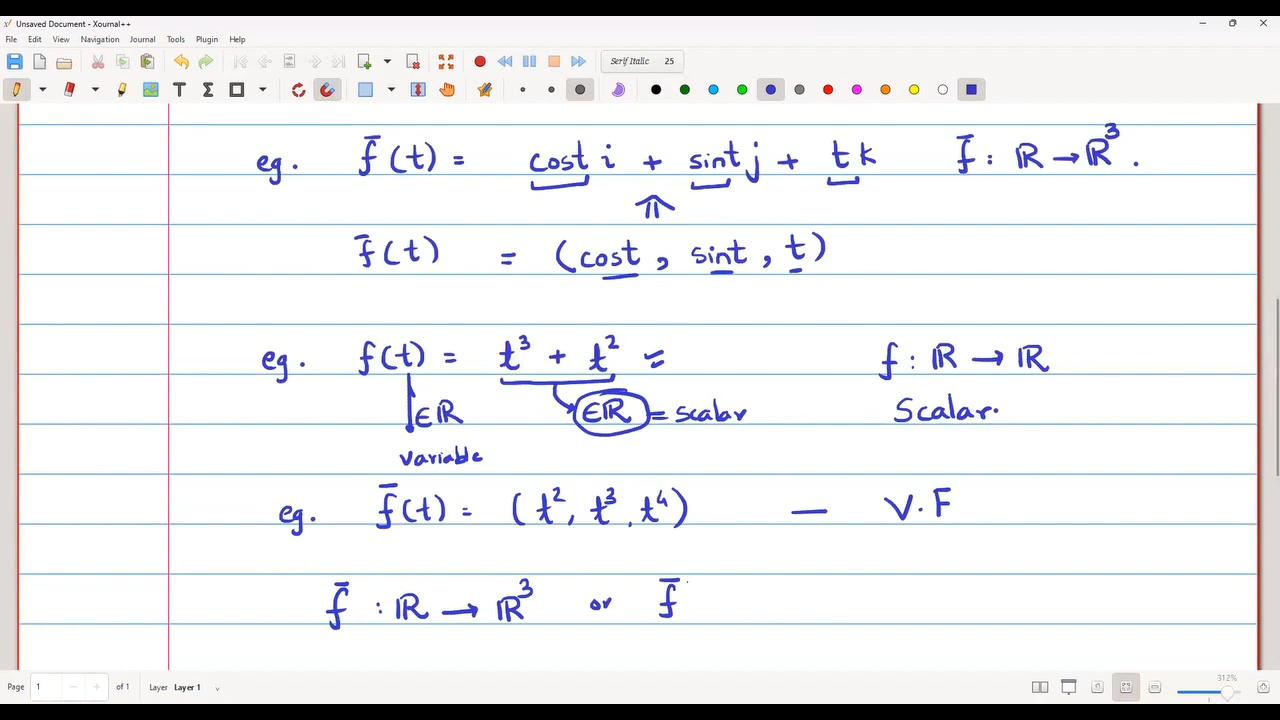 Unsaved Document - Xournal++
File Edit View Navigation Journal Tools Plugin Help
Serif Italic 25
eg. f̄(t) = cost i + sint j + t k f̄ : ℝ → ℝ³.
⇑
f̄(t) = (cost, sint, t)
eg. f(t) = t³ + t² = f : ℝ → ℝ
∈ℝ ∈ℝ = scalar Scalar.
variable
eg. f̄(t) = (t², t³, t⁴) — V.F
f̄ : ℝ → ℝ³ or f̄
Page 1 of 1 Layer Layer 1 312%